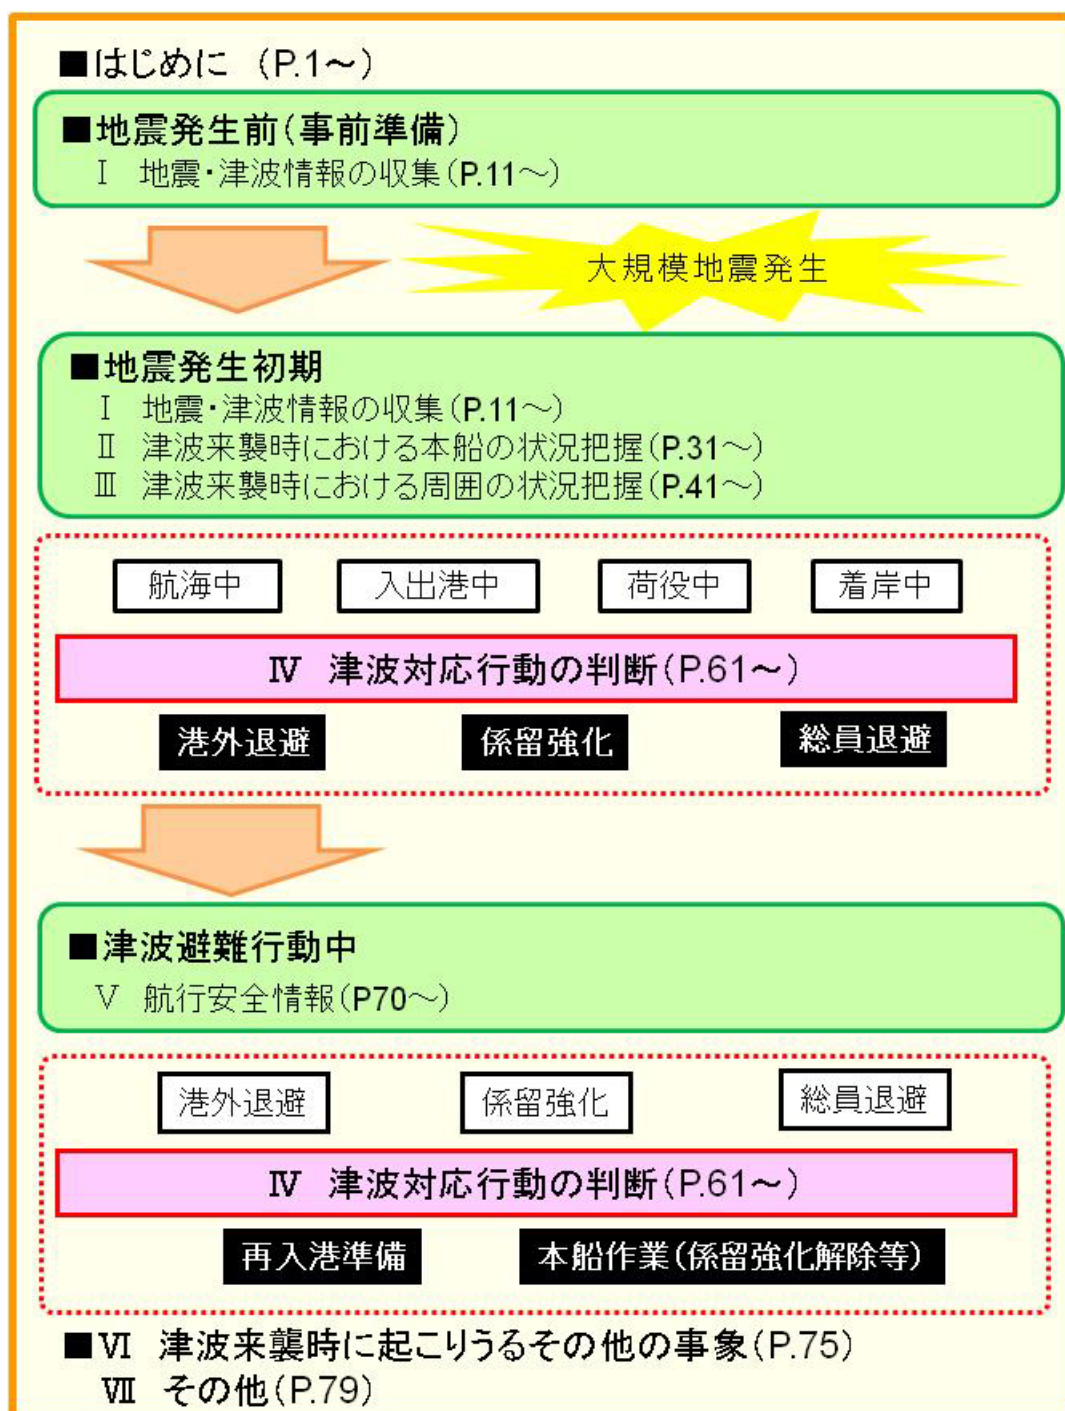 ■はじめに (P.1～)
■地震発生前(事前準備)
Ⅰ 地震・津波情報の収集(P.11～)
大規模地震発生
■地震発生初期
Ⅰ 地震・津波情報の収集(P.11～)
Ⅱ 津波来襲時における本船の状況把握(P.31～)
Ⅲ 津波来襲時における周囲の状況把握(P.41～)
航海中 入出港中 荷役中 着岸中
Ⅳ 津波対応行動の判断(P.61～)
港外退避 係留強化 総員退避
■津波避難行動中
Ⅴ 航行安全情報(P70～)
港外退避 係留強化 総員退避
Ⅳ 津波対応行動の判断(P.61～)
再入港準備 本船作業(係留強化解除等)
■Ⅵ 津波来襲時に起こりうるその他の事象(P.75)
Ⅶ その他(P.79)